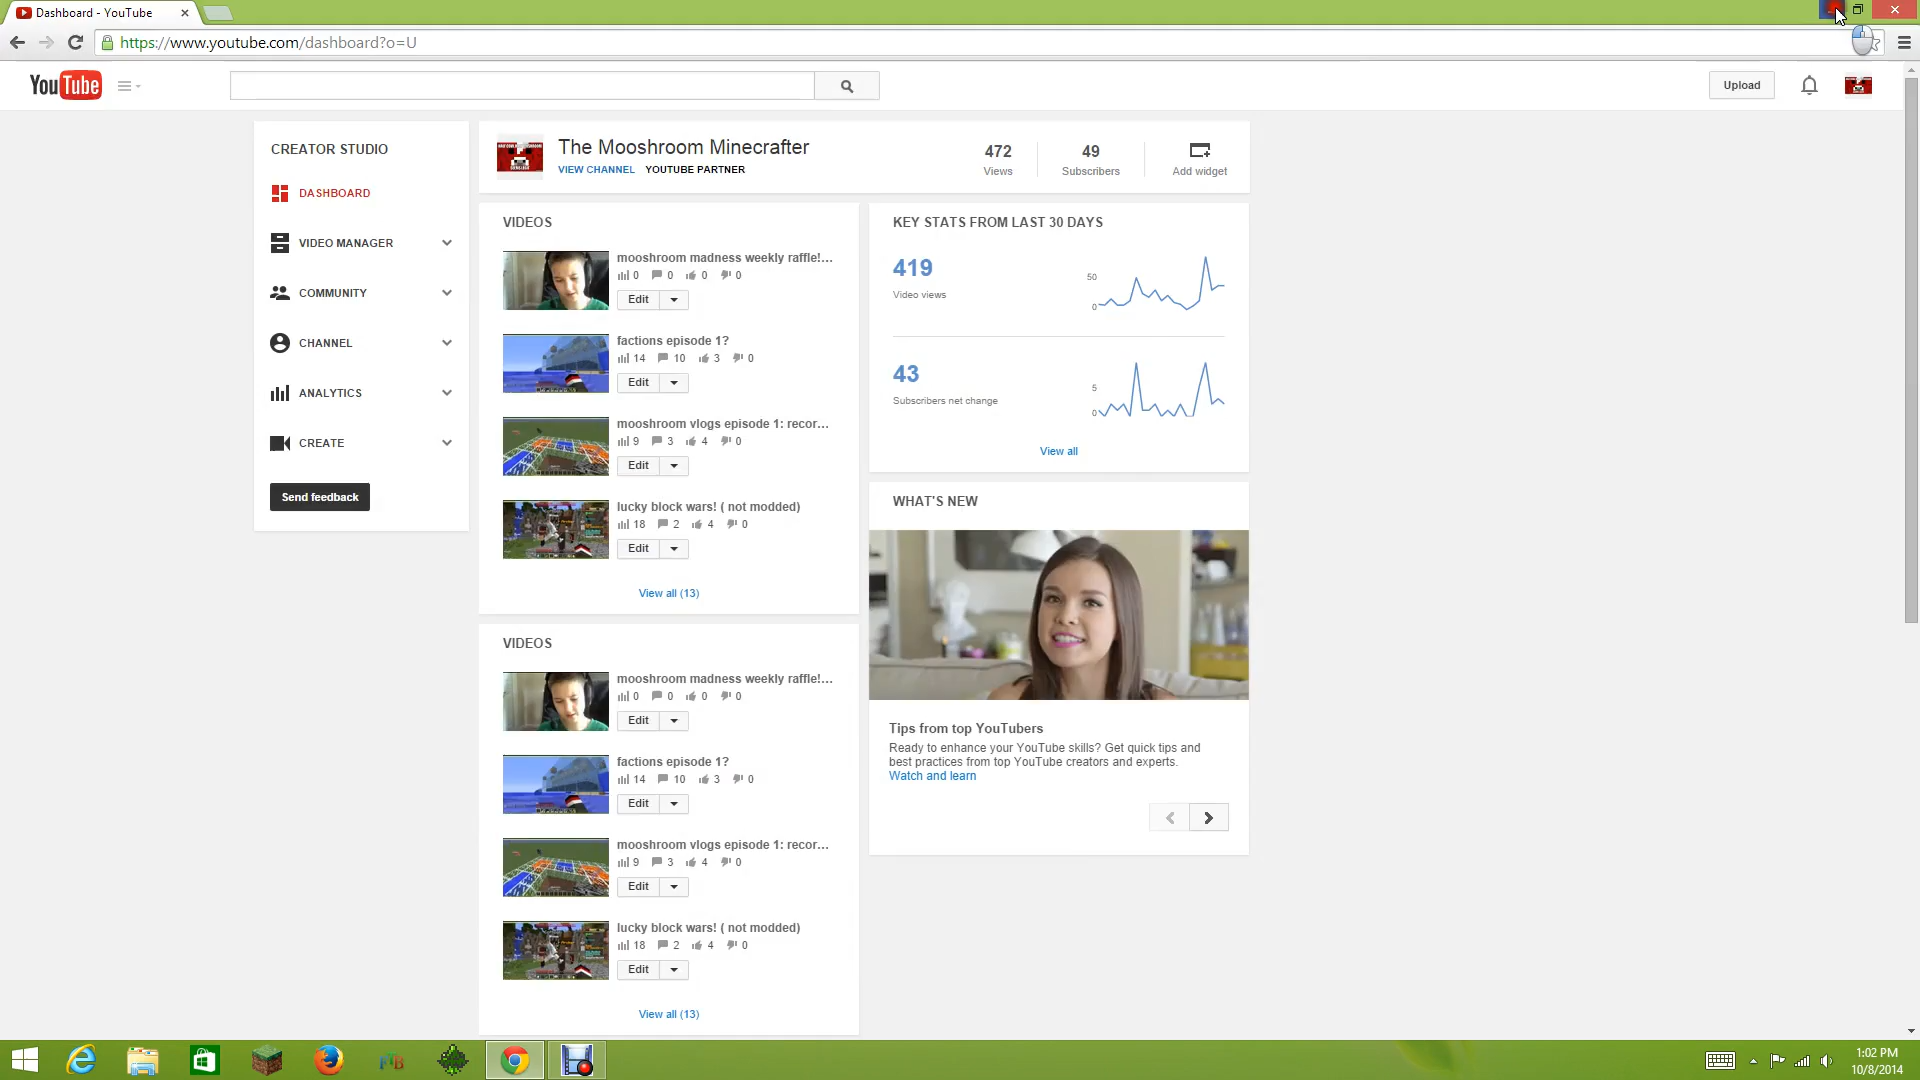 Dashboard - YouTube
https://www.youtube.com/dashboard?o=U
YouTube
Upload
CREATOR STUDIO
DASHBOARD
VIDEO MANAGER
COMMUNITY
CHANNEL
ANALYTICS
CREATE
Send feedback
The Mooshroom Minecrafter
VIEW CHANNEL YOUTUBE PARTNER
472
Views
49
Subscribers
Add widget
VIDEOS
mooshroom madness weekly raffle!...
0 0 0 0
Edit
factions episode 1?
14 10 3 0
Edit
mooshroom vlogs episode 1: recor...
9 3 4 0
Edit
lucky block wars! ( not modded)
18 2 4 0
Edit
View all (13)
VIDEOS
mooshroom madness weekly raffle!...
0 0 0 0
Edit
factions episode 1?
14 10 3 0
Edit
mooshroom vlogs episode 1: recor...
9 3 4 0
Edit
lucky block wars! ( not modded)
18 2 4 0
Edit
View all (13)
KEY STATS FROM LAST 30 DAYS
419
Video views
50
0
43
Subscribers net change
5
0
View all
WHAT'S NEW
Tips from top YouTubers
Ready to enhance your YouTube skills? Get quick tips and
best practices from top YouTube creators and experts.
Watch and learn
1:02 PM
10/8/2014